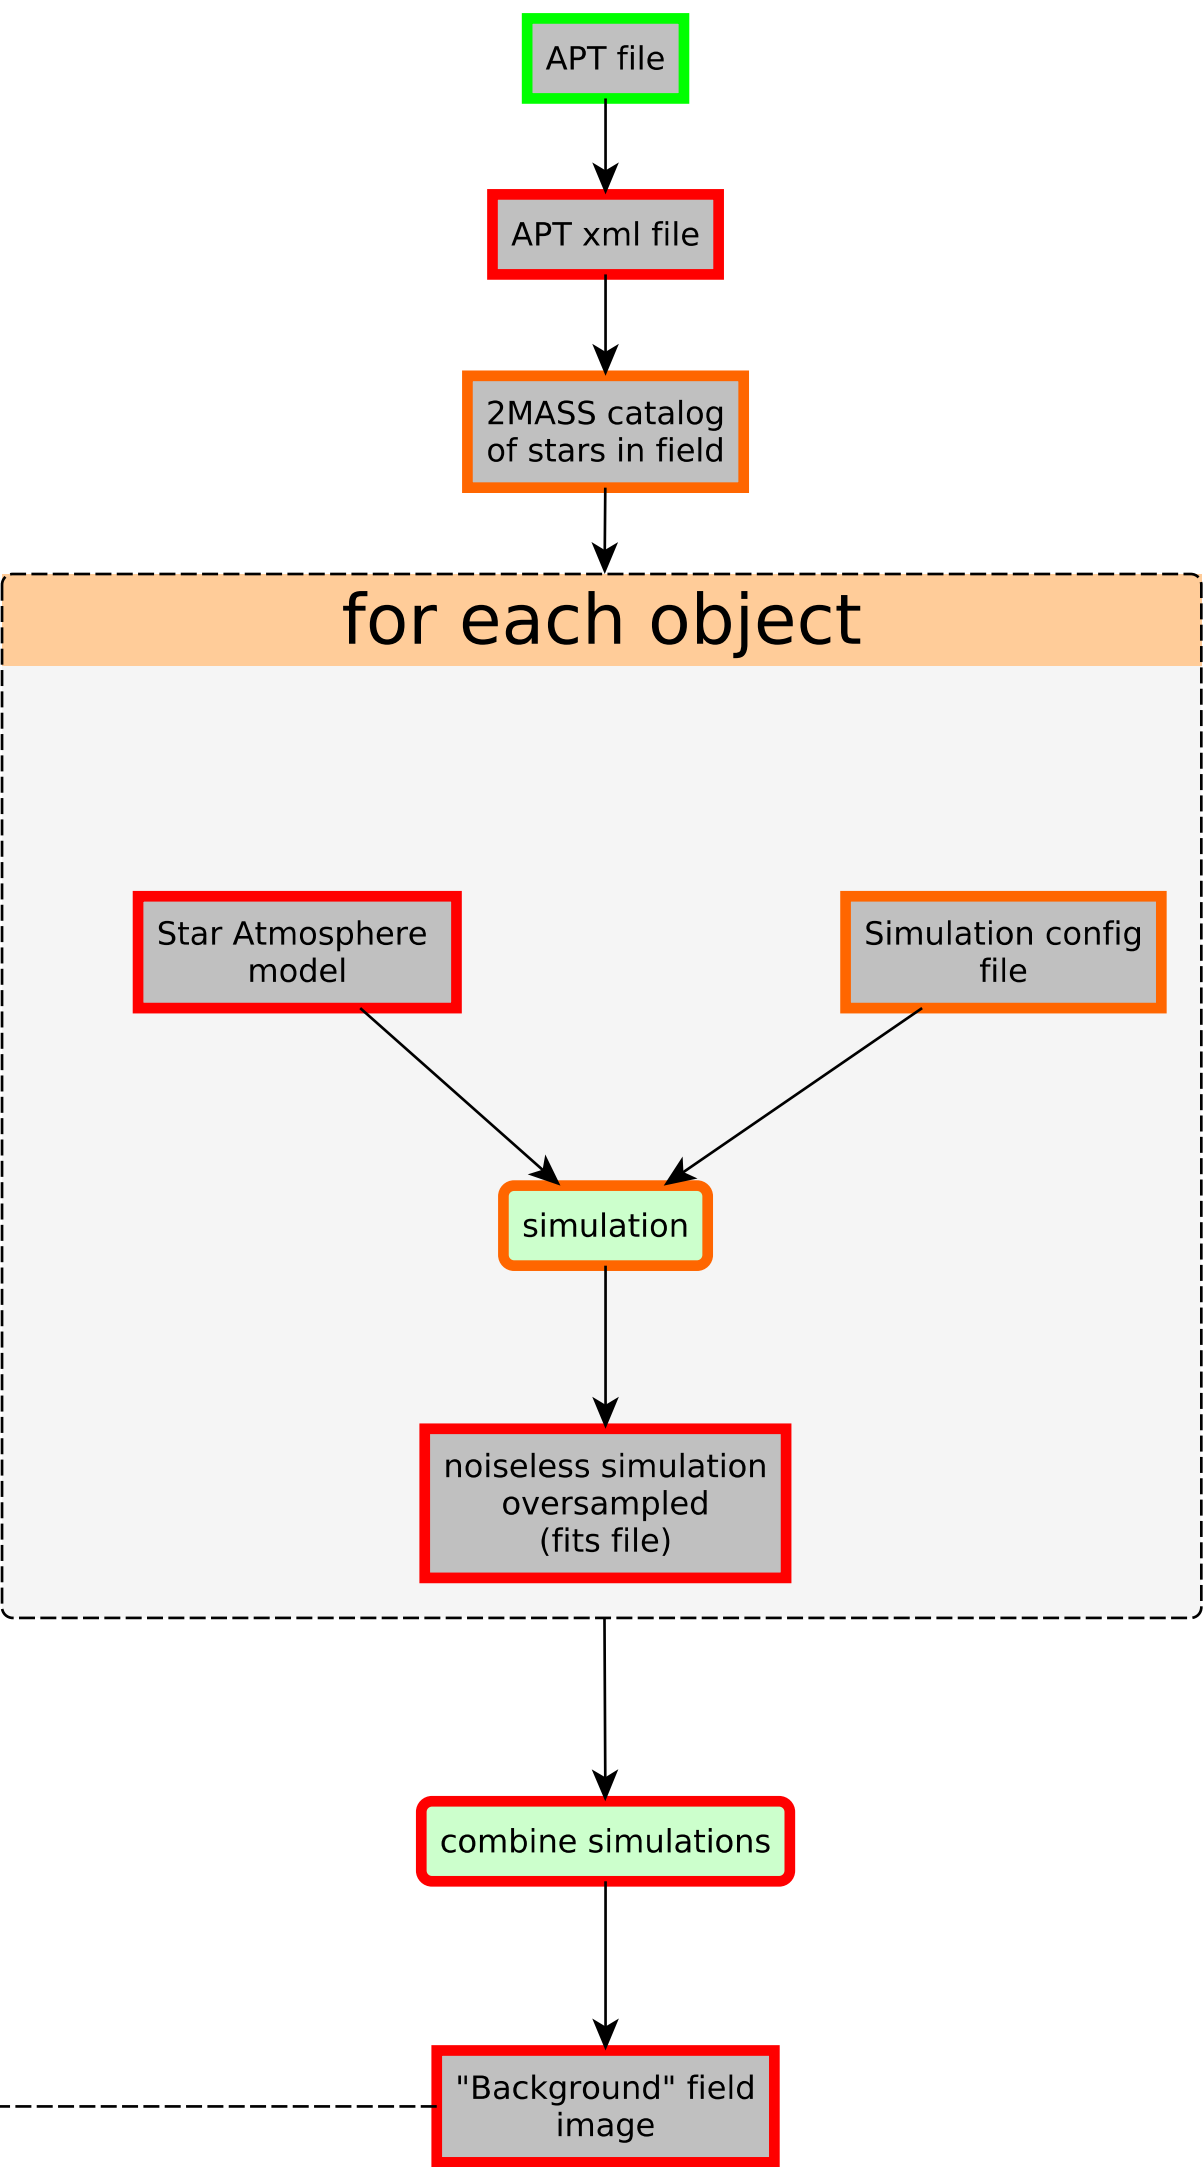 APT file
APT xml file
2MASS catalog
of stars in field
for each object
Star Atmosphere
model
Simulation config
file
simulation
noiseless simulation
oversampled
(fits file)
combine simulations
"Background" field
image